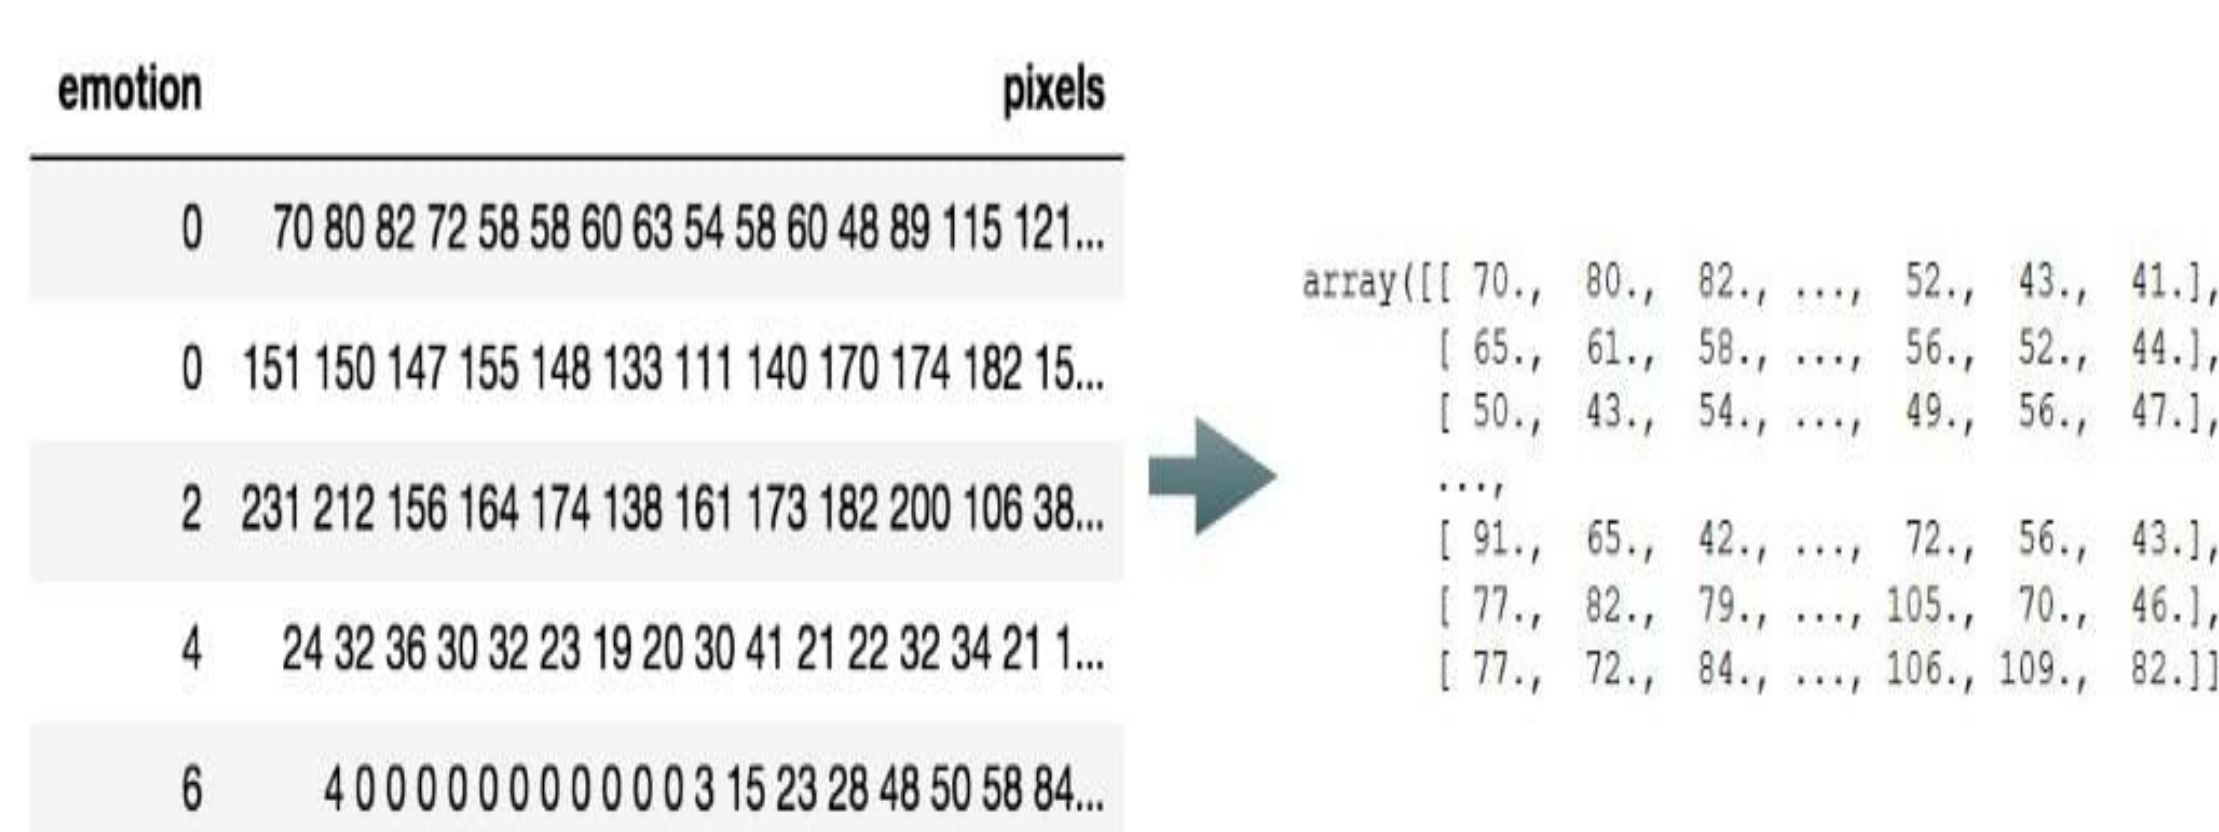 emotion pixels
0 70 80 82 72 58 58 60 63 54 58 60 48 89 115 121...
0 151 150 147 155 148 133 111 140 170 174 182 15...
2 231 212 156 164 174 138 161 173 182 200 106 38...
4 24 32 36 30 32 23 19 20 30 41 21 22 32 34 21 1...
6 4 0 0 0 0 0 0 0 0 0 0 0 3 15 23 28 48 50 58 84...
array([[ 70., 80., 82., ..., 52., 43., 41.],
[ 65., 61., 58., ..., 56., 52., 44.],
[ 50., 43., 54., ..., 49., 56., 47.],
...,
[ 91., 65., 42., ..., 72., 56., 43.],
[ 77., 82., 79., ..., 105., 70., 46.],
[ 77., 72., 84., ..., 106., 109., 82.]]